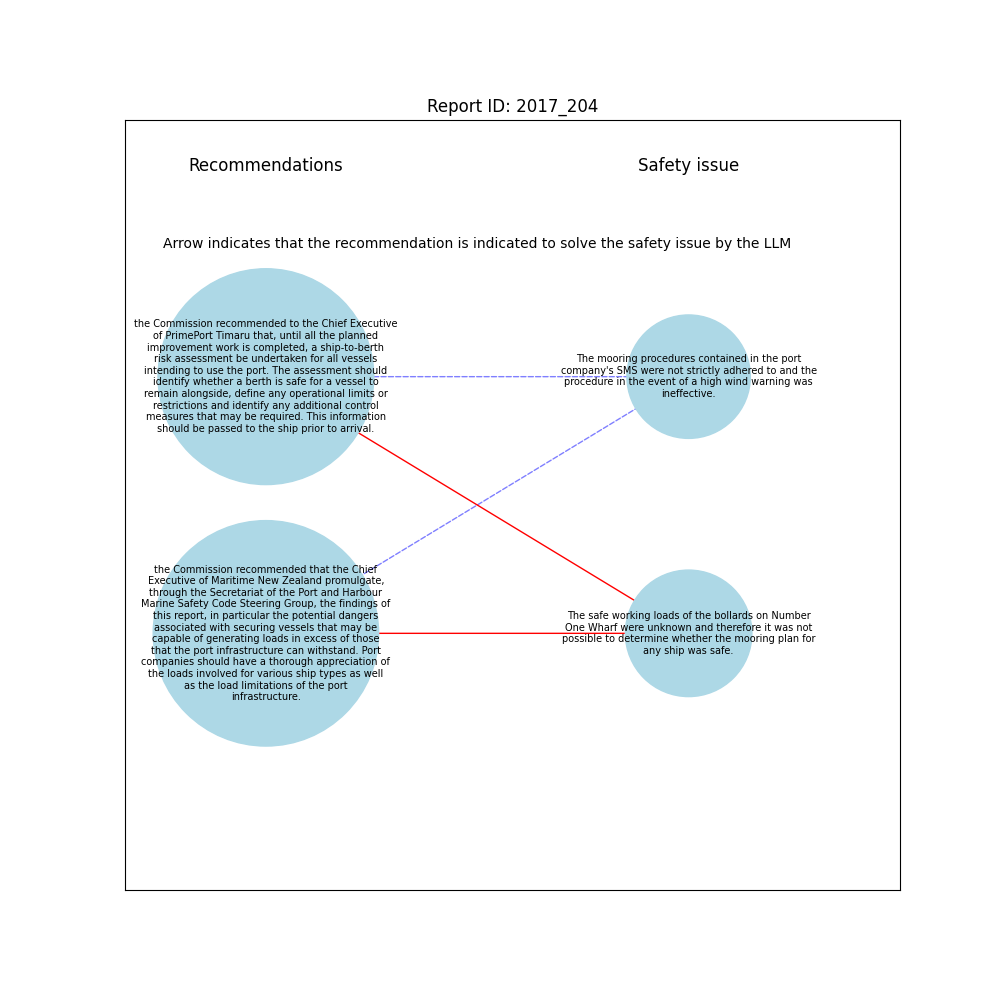 Report ID: 2017_204
Recommendations
Safety issue
Arrow indicates that the recommendation is indicated to solve the safety issue by the LLM
the Commission recommended to the Chief Executive
of PrimePort Timaru that, until all the planned
improvement work is completed, a ship-to-berth
risk assessment be undertaken for all vessels
intending to use the port. The assessment should
identify whether a berth is safe for a vessel to
remain alongside, define any operational limits or
restrictions and identify any additional control
measures that may be required. This information
should be passed to the ship prior to arrival.
The mooring procedures contained in the port
company's SMS were not strictly adhered to and the
procedure in the event of a high wind warning was
ineffective.
the Commission recommended that the Chief
Executive of Maritime New Zealand promulgate,
through the Secretariat of the Port and Harbour
Marine Safety Code Steering Group, the findings of
this report, in particular the potential dangers
associated with securing vessels that may be
capable of generating loads in excess of those
that the port infrastructure can withstand. Port
companies should have a thorough appreciation of
the loads involved for various ship types as well
as the load limitations of the port
infrastructure.
The safe working loads of the bollards on Number
One Wharf were unknown and therefore it was not
possible to determine whether the mooring plan for
any ship was safe.